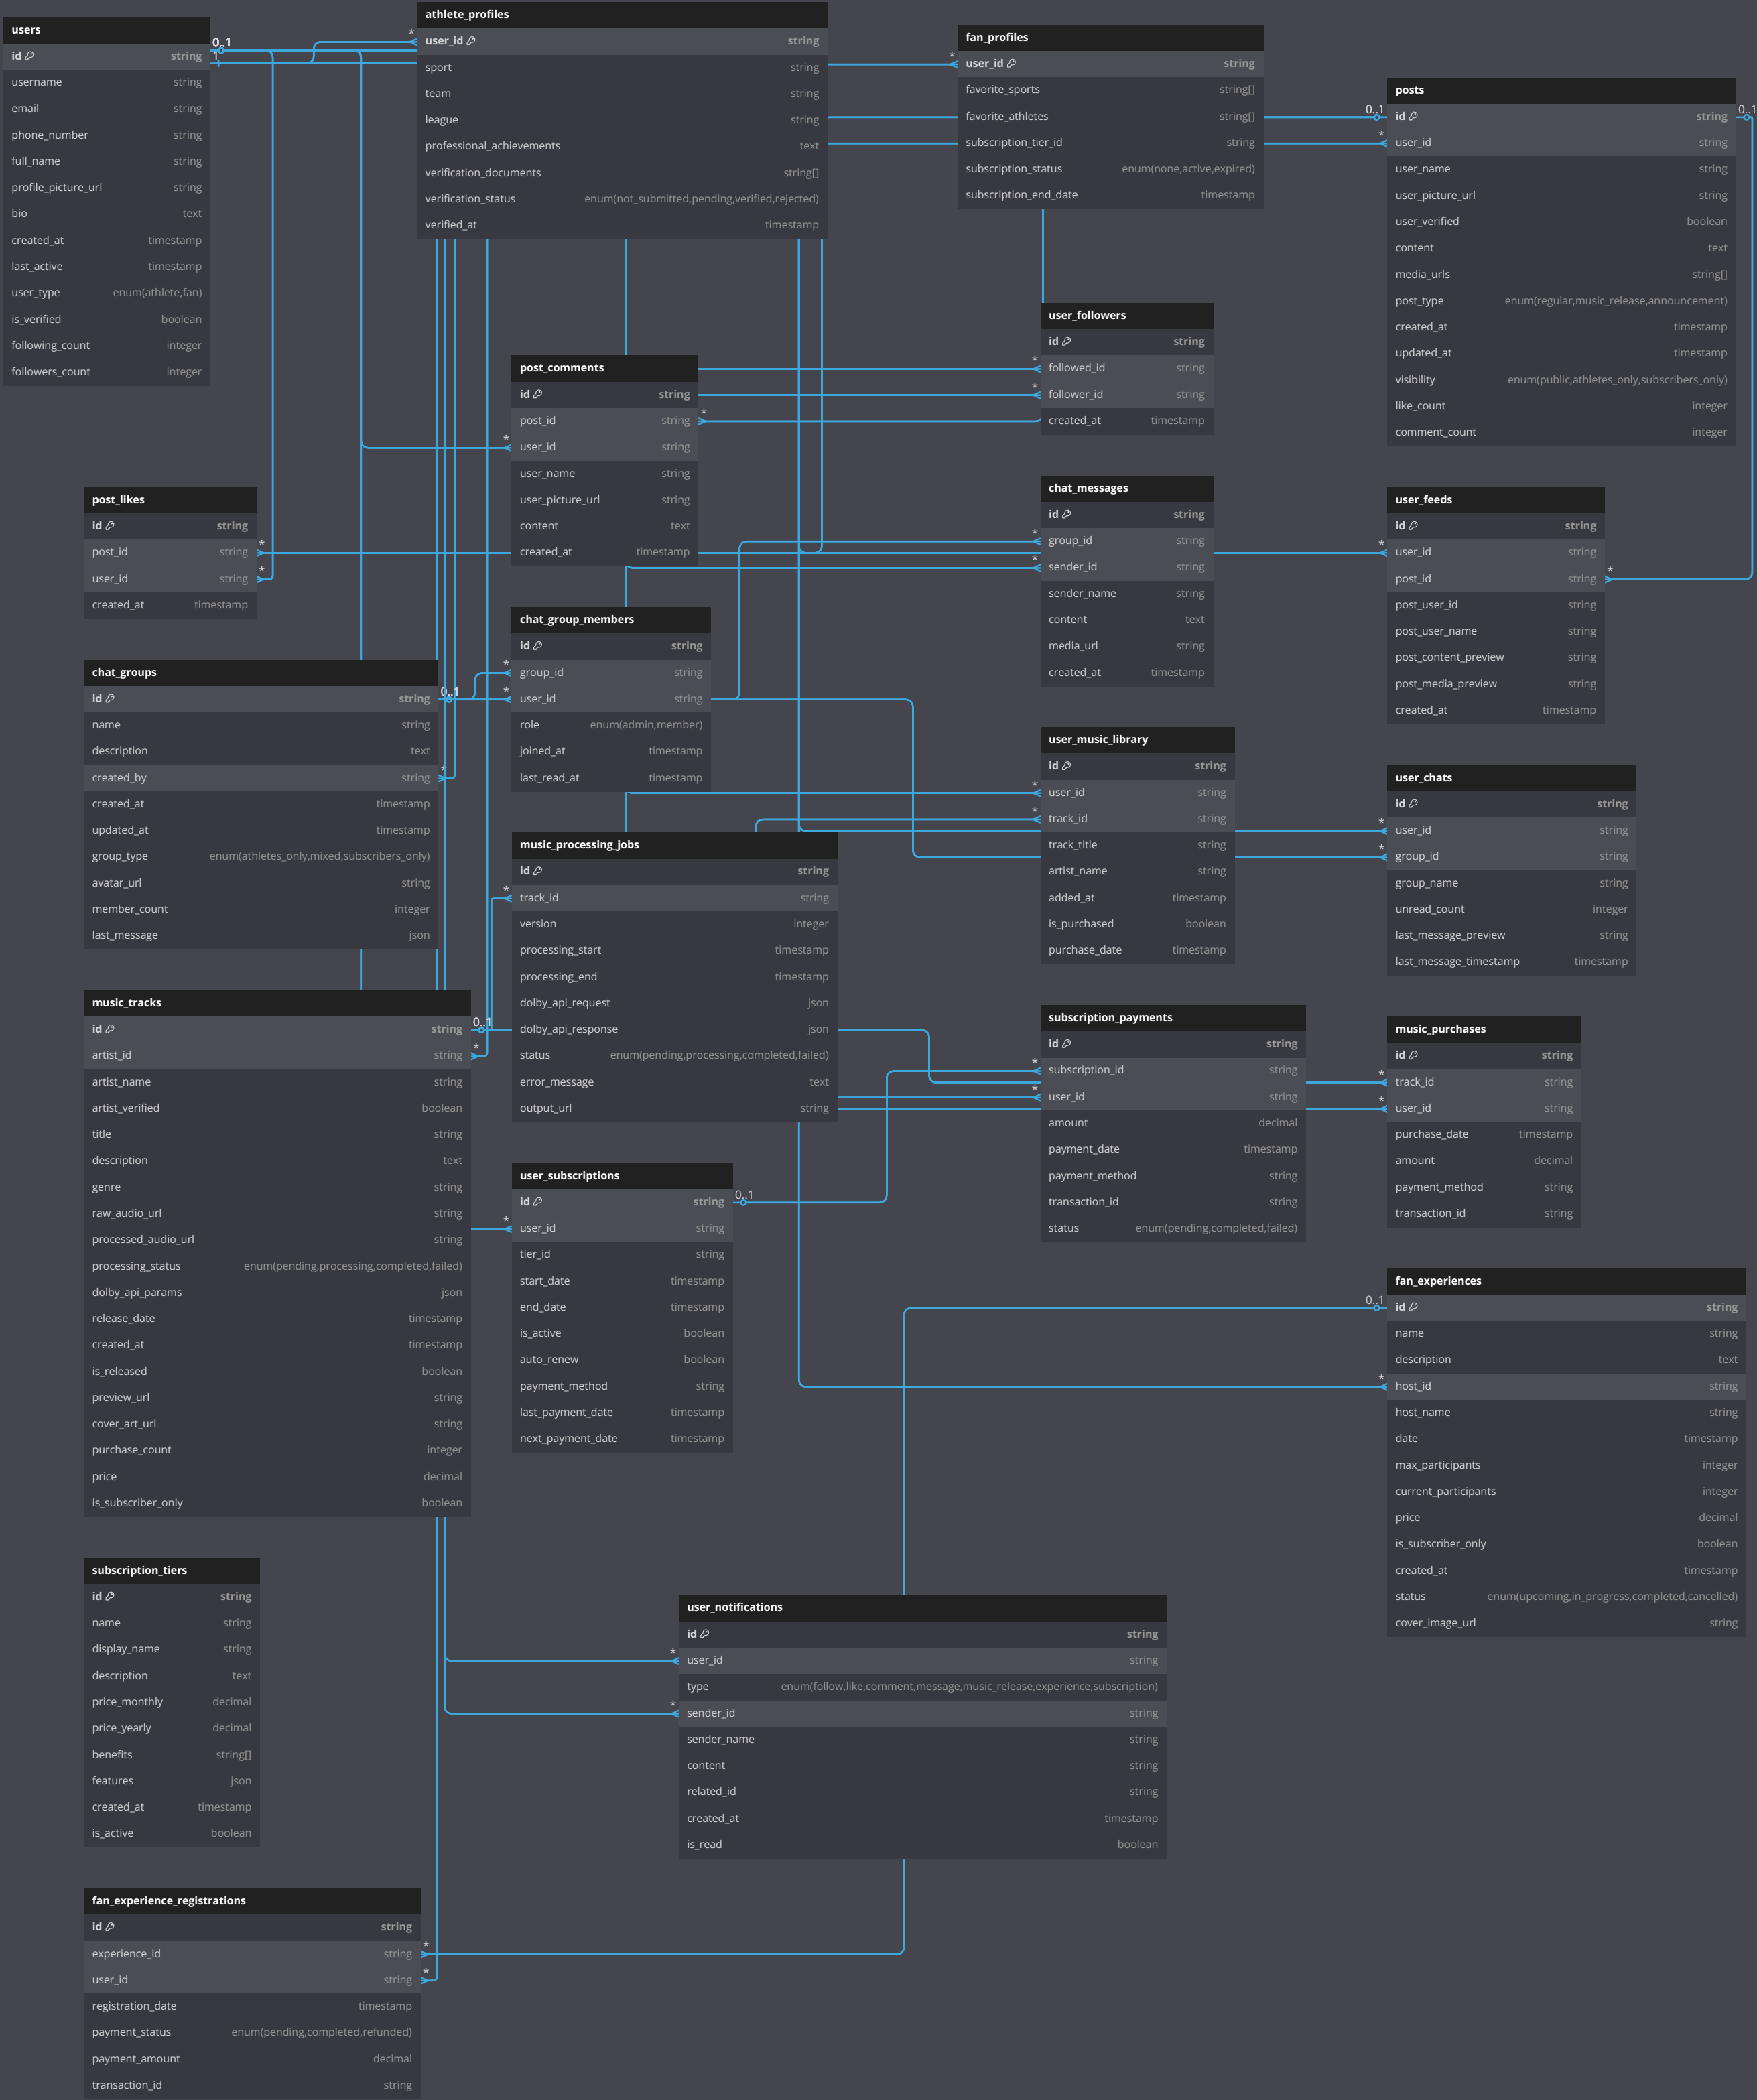 users
id string
username string
email string
phone_number string
full_name string
profile_picture_url string
bio text
created_at timestamp
last_active timestamp
user_type enum(athlete,fan)
is_verified boolean
following_count integer
followers_count integer
0..1
1
athlete_profiles
* user_id string
sport string
team string
league string
professional_achievements text
verification_documents string[]
verification_status enum(not_submitted,pending,verified,rejected)
verified_at timestamp
fan_profiles
* user_id string
favorite_sports string[]
favorite_athletes string[]
subscription_tier_id string
subscription_status enum(none,active,expired)
subscription_end_date timestamp
posts
0..1 id string 0..1
* user_id string
user_name string
user_picture_url string
user_verified boolean
content text
media_urls string[]
post_type enum(regular,music_release,announcement)
created_at timestamp
updated_at timestamp
visibility enum(public,athletes_only,subscribers_only)
like_count integer
comment_count integer
user_followers
id string
* followed_id string
* follower_id string
created_at timestamp
post_comments
id string
post_id string *
* user_id string
user_name string
user_picture_url string
content text
created_at timestamp
post_likes
id string
post_id string *
user_id string *
created_at timestamp
chat_messages
id string
* group_id string
* sender_id string
sender_name string
content text
media_url string
created_at timestamp
user_feeds
id string
* user_id string
post_id string *
post_user_id string
post_user_name string
post_content_preview string
post_media_preview string
created_at timestamp
chat_group_members
id string
* group_id string
* user_id string
role enum(admin,member)
joined_at timestamp
last_read_at timestamp
chat_groups
id string 0..1
name string
description text
created_by string *
created_at timestamp
updated_at timestamp
group_type enum(athletes_only,mixed,subscribers_only)
avatar_url string
member_count integer
last_message json
user_music_library
id string
* user_id string
* track_id string
track_title string
artist_name string
added_at timestamp
is_purchased boolean
purchase_date timestamp
user_chats
id string
* user_id string
* group_id string
group_name string
unread_count integer
last_message_preview string
last_message_timestamp timestamp
music_processing_jobs
id string
* track_id string
version integer
processing_start timestamp
processing_end timestamp
dolby_api_request json
dolby_api_response json
status enum(pending,processing,completed,failed)
error_message text
output_url string
music_tracks
id string 0..1
artist_id string *
artist_name string
artist_verified boolean
title string
description text
genre string
raw_audio_url string
processed_audio_url string
processing_status enum(pending,processing,completed,failed)
dolby_api_params json
release_date timestamp
created_at timestamp
is_released boolean
preview_url string
cover_art_url string
purchase_count integer
price decimal
is_subscriber_only boolean
subscription_payments
id string
* subscription_id string
* user_id string
amount decimal
payment_date timestamp
payment_method string
transaction_id string
status enum(pending,completed,failed)
music_purchases
id string
* track_id string
* user_id string
purchase_date timestamp
amount decimal
payment_method string
transaction_id string
user_subscriptions
id string 0..1
* user_id string
tier_id string
start_date timestamp
end_date timestamp
is_active boolean
auto_renew boolean
payment_method string
last_payment_date timestamp
next_payment_date timestamp
fan_experiences
0..1 id string
name string
description text
* host_id string
host_name string
date timestamp
max_participants integer
current_participants integer
price decimal
is_subscriber_only boolean
created_at timestamp
status enum(upcoming,in_progress,completed,cancelled)
cover_image_url string
subscription_tiers
id string
name string
display_name string
description text
price_monthly decimal
price_yearly decimal
benefits string[]
features json
created_at timestamp
is_active boolean
user_notifications
id string
* user_id string
type enum(follow,like,comment,message,music_release,experience,subscription)
* sender_id string
sender_name string
content string
related_id string
created_at timestamp
is_read boolean
fan_experience_registrations
id string
experience_id string *
user_id string *
registration_date timestamp
payment_status enum(pending,completed,refunded)
payment_amount decimal
transaction_id string